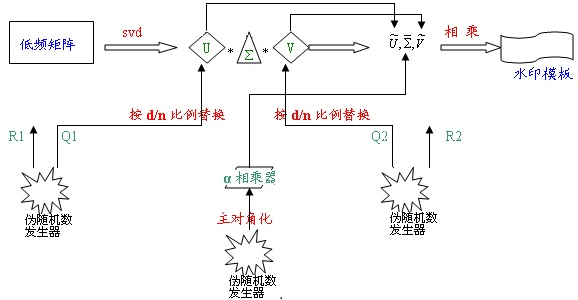 低频矩阵
svd
U
*
Σ
*
V
Ũ,Σ̃,Ṽ
相 乘
水印模板
按 d/n 比例替换
按 d/n 比例替换
R1
Q1
Q2
R2
α 相乘器
主对角化
伪随机数
发生器
伪随机数
发生器
伪随机数
发生器